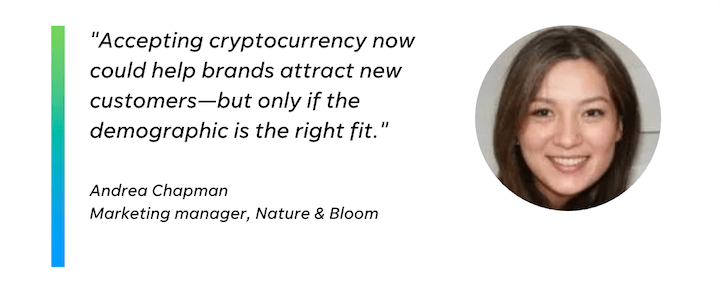 "Accepting cryptocurrency now
could help brands attract new
customers—but only if the
demographic is the right fit."
Andrea Chapman
Marketing manager, Nature & Bloom